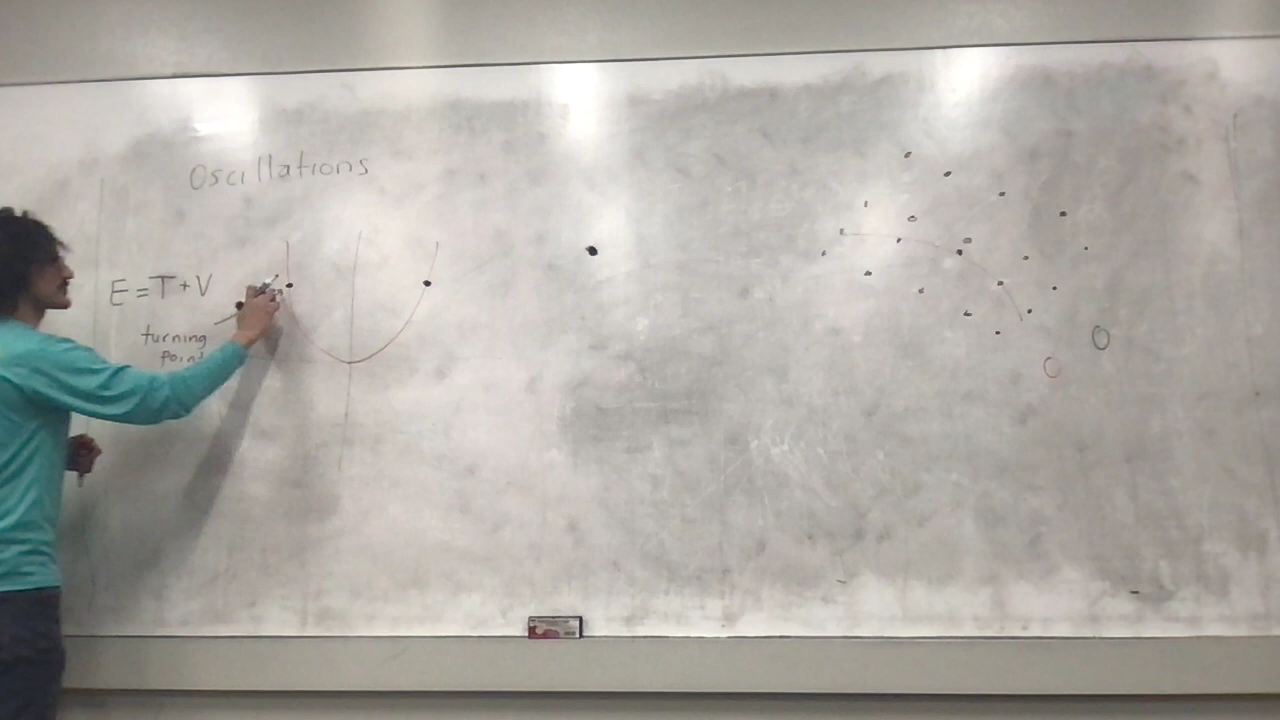 Oscillations
E = T + V
turning
point